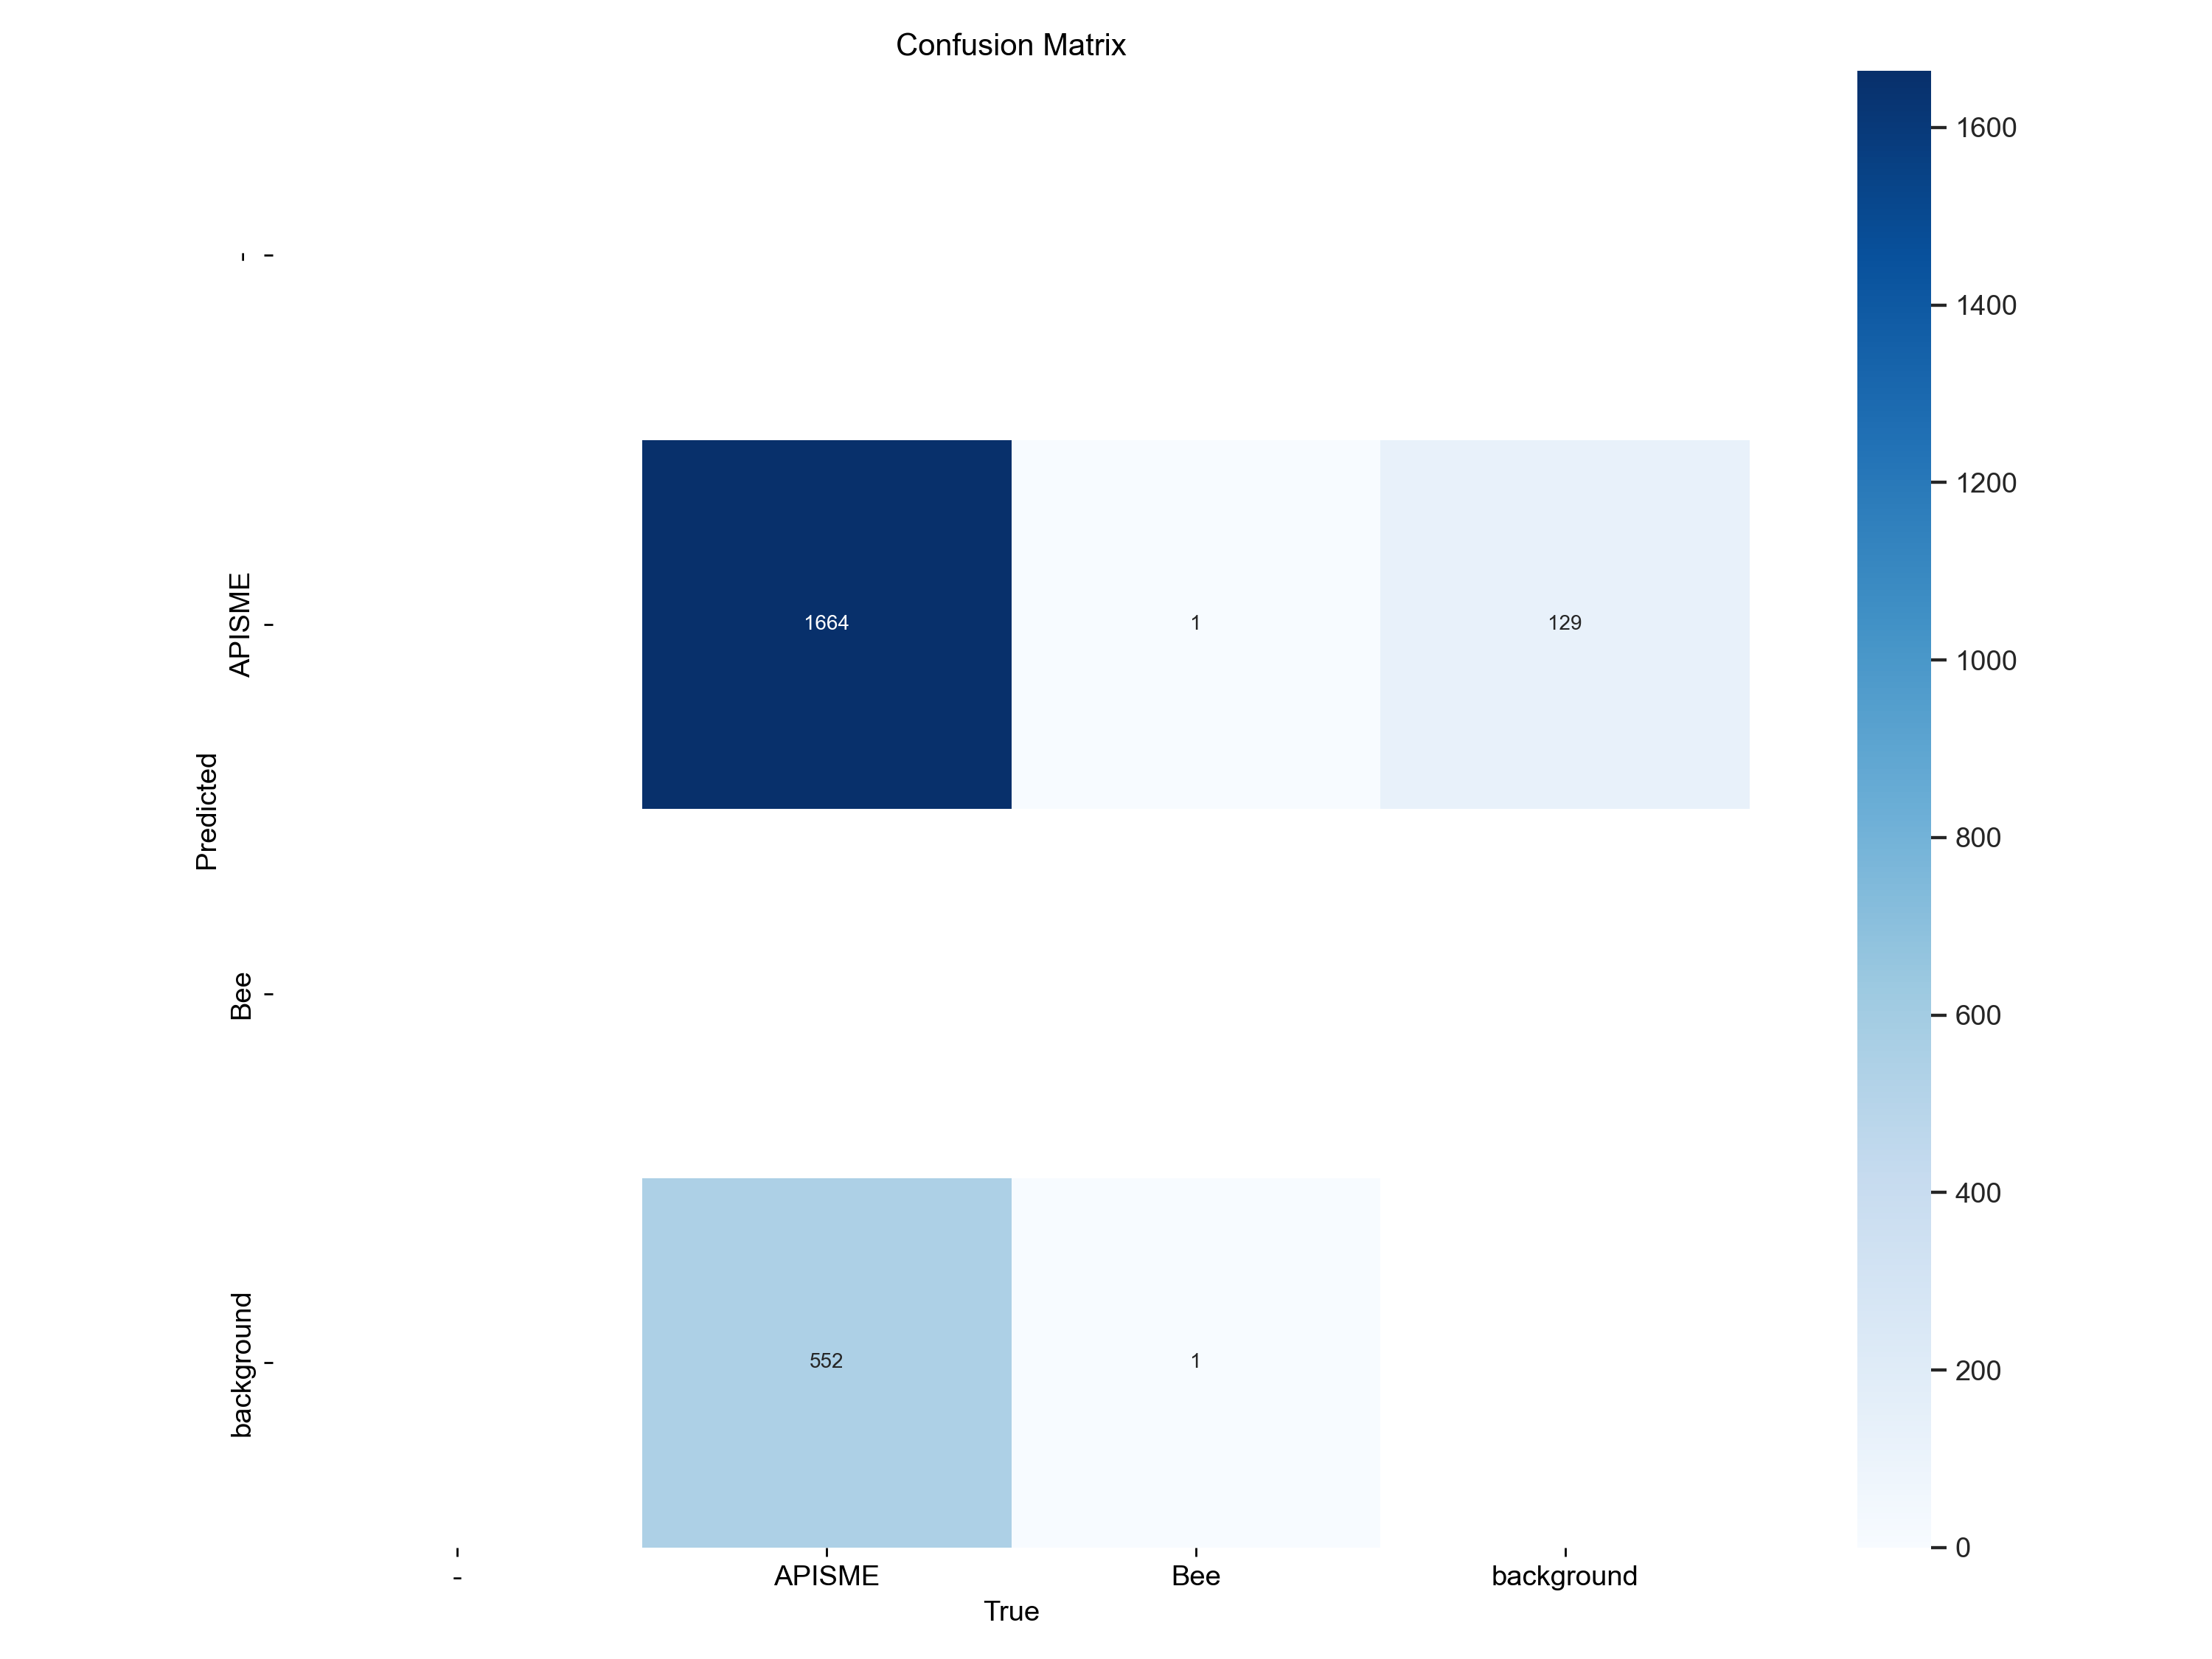 Confusion Matrix
-
APISME
Bee
background
Predicted
1664
1
129
552
1
-
APISME
Bee
background
True
1600
1400
1200
1000
800
600
400
200
0